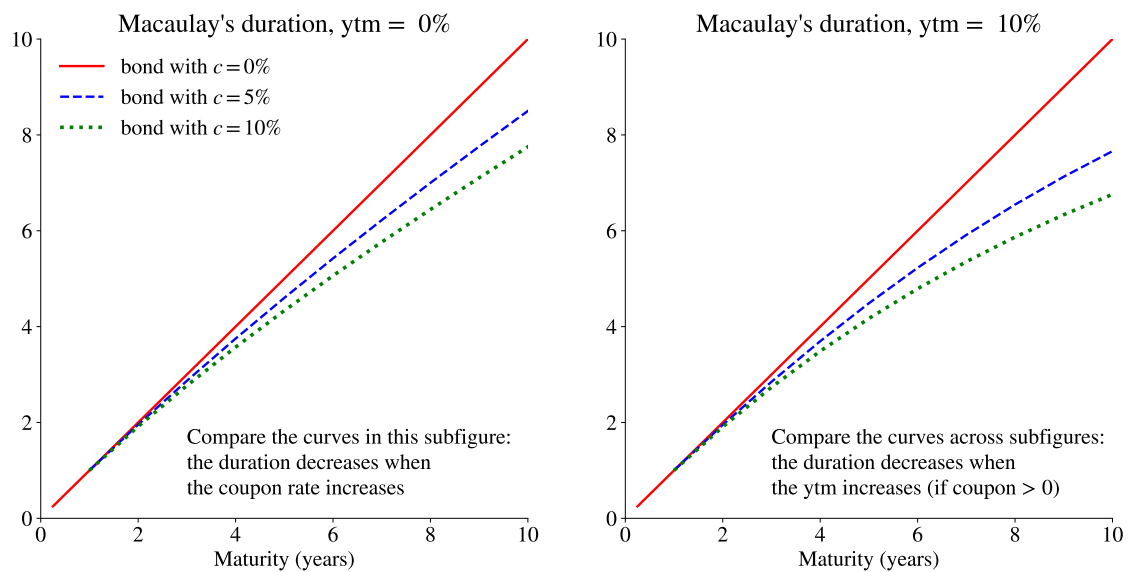 Macaulay's duration, ytm = 0%
10
8
6
4
2
0
bond with c = 0%
bond with c = 5%
bond with c = 10%
Compare the curves in this subfigure:
the duration decreases when
the coupon rate increases
0 2 4 6 8 10
Maturity (years)
Macaulay's duration, ytm = 10%
10
8
6
4
2
0
Compare the curves across subfigures:
the duration decreases when
the ytm increases (if coupon > 0)
0 2 4 6 8 10
Maturity (years)